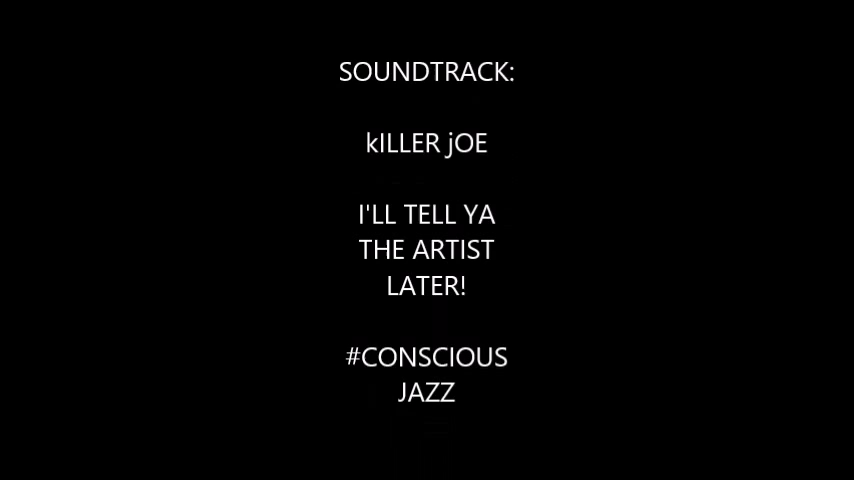 SOUNDTRACK:
kILLER jOE
I'LL TELL YA
THE ARTIST
LATER!
#CONSCIOUS
JAZZ